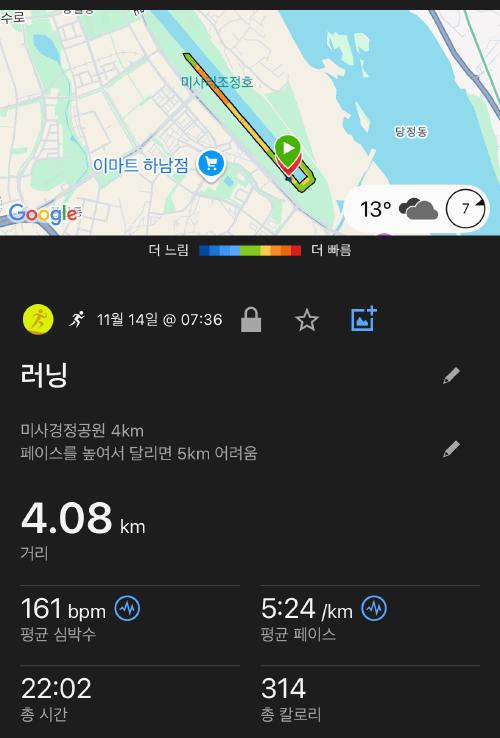 수로
미사리조정호
당정동
이마트 하남점
Google
13°
7
더 느림
더 빠름
11월 14일 @ 07:36
러닝
미사경정공원 4km
페이스를 높여서 달리면 5km 어려움
4.08 km
거리
161 bpm
5:24 /km
평균 심박수
평균 페이스
22:02
314
총 시간
총 칼로리